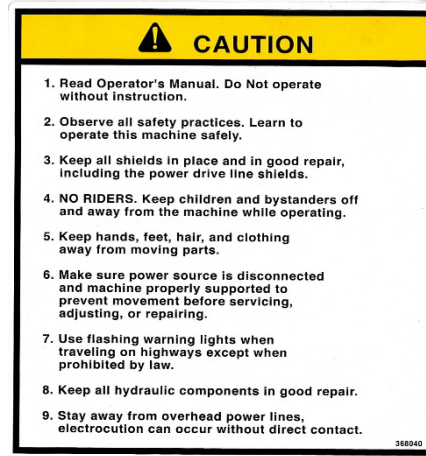 CAUTION
1. Read Operator's Manual. Do Not operate
without instruction.
2. Observe all safety practices. Learn to
operate this machine safely.
3. Keep all shields in place and in good repair,
including the power drive line shields.
4. NO RIDERS. Keep children and bystanders off
and away from the machine while operating.
5. Keep hands, feet, hair, and clothing
away from moving parts.
6. Make sure power source is disconnected
and machine properly supported to
prevent movement before servicing,
adjusting, or repairing.
7. Use flashing warning lights when
traveling on highways except when
prohibited by law.
8. Keep all hydraulic components in good repair.
9. Stay away from overhead power lines,
electrocution can occur without direct contact.
368040